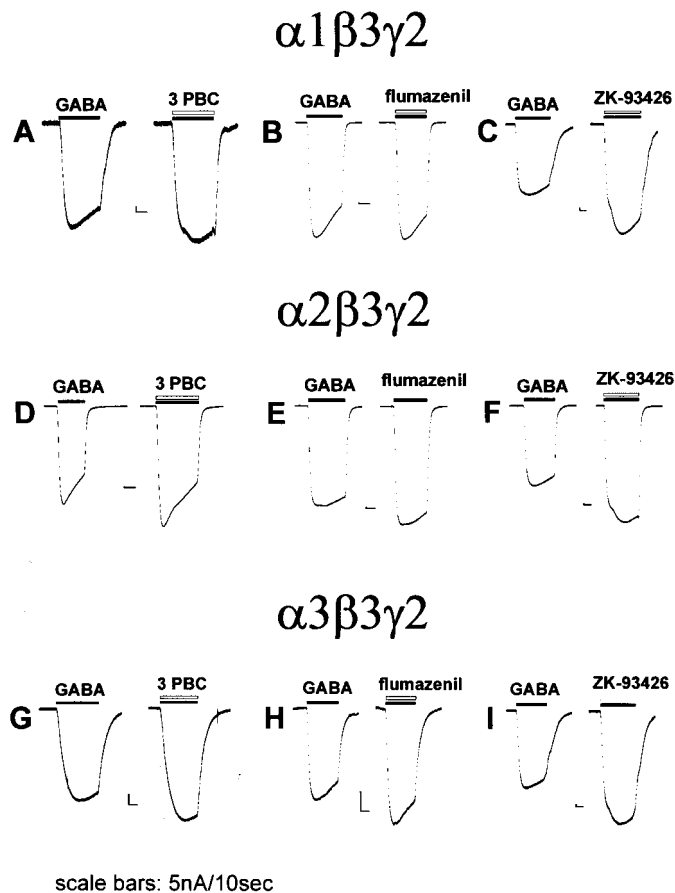 α1β3γ2
A GABA 3 PBC B GABA flumazenil C GABA ZK-93426
α2β3γ2
D GABA 3 PBC E GABA flumazenil F GABA ZK-93426
α3β3γ2
G GABA 3 PBC H GABA flumazenil I GABA ZK-93426
scale bars: 5nA/10sec